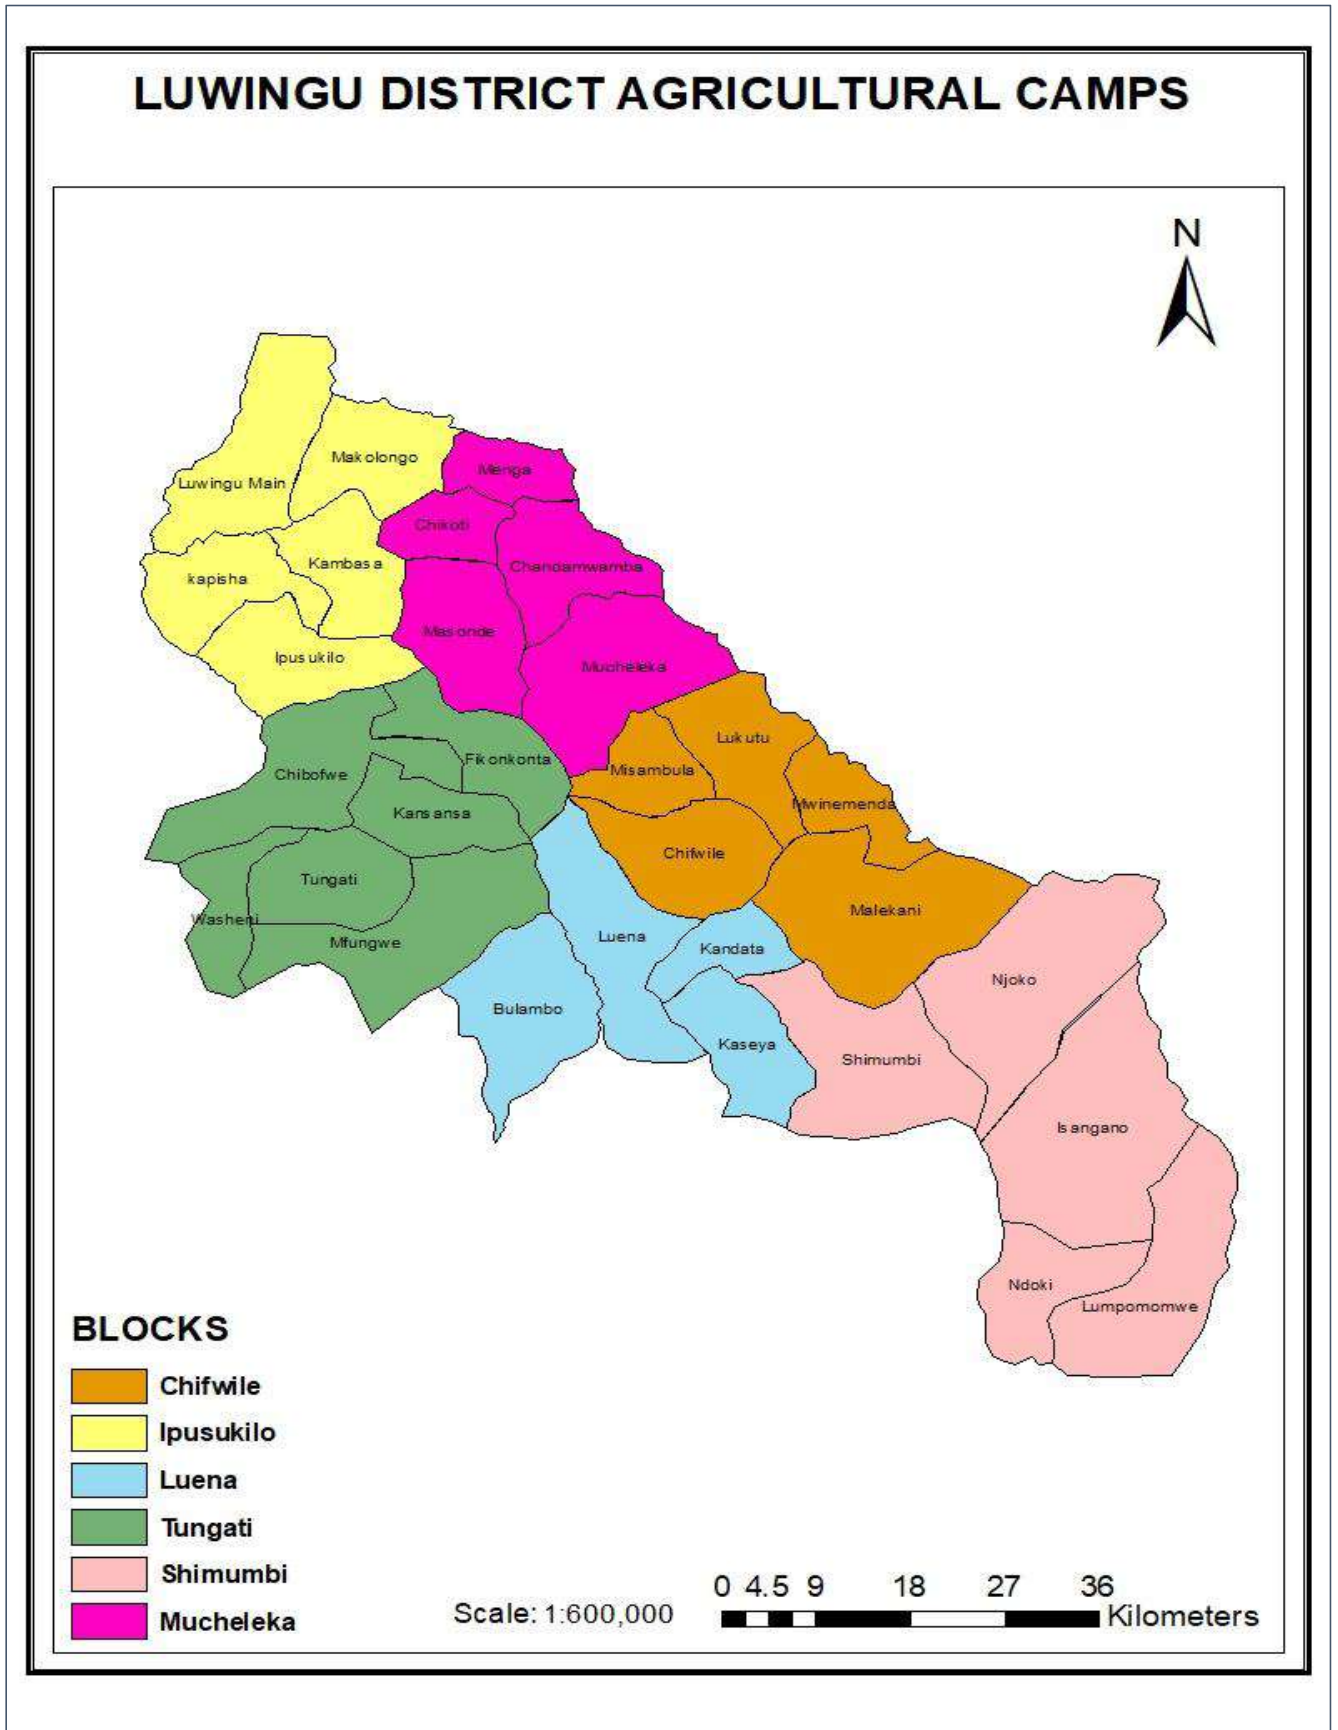 LUWINGU DISTRICT AGRICULTURAL CAMPS
N
Makolongo
Menga
Luwingu Main
Chikoti
Kambasa
Chandamwamba
kapisha
Masonde
Ipusukilo
Mucheleka
Lukutu
Fikonkonta
Misambula
Chibofwe
Mwinemenda
Kansansa
Chifwile
Tungati
Malekani
Washeni
Luena
Mfungwe
Kandata
Njoko
Bulambo
Kaseya
Shimumbi
Isangano
Ndoki
Lumpomomwe
BLOCKS
Chifwile
Ipusukilo
Luena
Tungati
Shimumbi
Mucheleka
Scale: 1:600,000
0 4.5 9 18 27 36
Kilometers